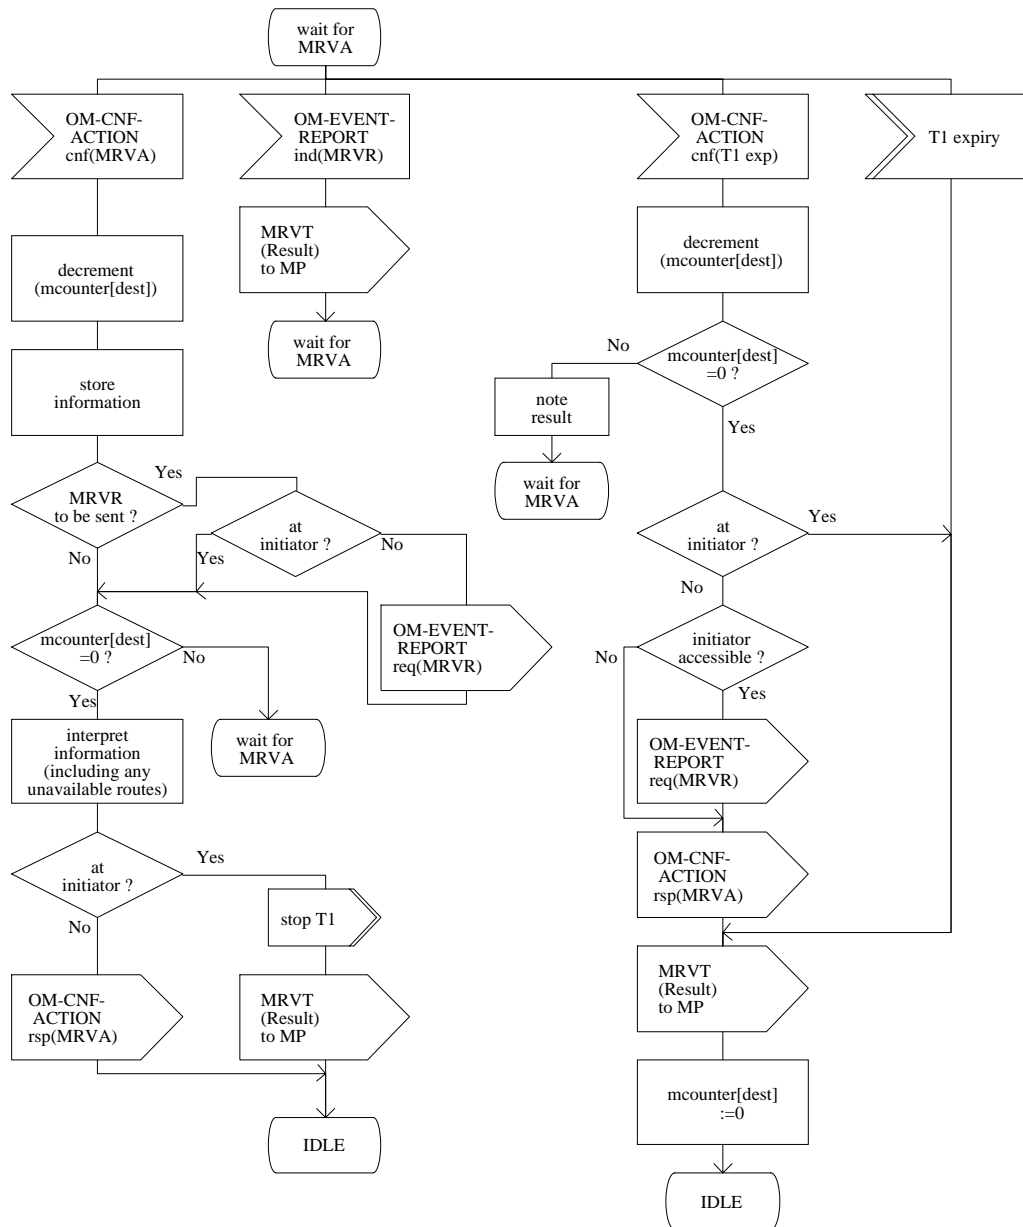 wait for
MRVA
OM-CNF-
ACTION
cnf(MRVA)
OM-EVENT-
REPORT
ind(MRVR)
OM-CNF-
ACTION
cnf(T1 exp)
T1 expiry
decrement
(mcounter[dest])
MRVT
(Result)
to MP
decrement
(mcounter[dest])
wait for
MRVA
No
mcounter[dest]
=0 ?
store
information
note
result
Yes
wait for
MRVA
Yes
MRVR
to be sent ?
at
initiator ?
No
Yes
No
at
initiator ?
Yes
No
mcounter[dest]
=0 ?
No
OM-EVENT-
REPORT
req(MRVR)
initiator
accessible ?
No
Yes
Yes
interpret
information
(including any
unavailable routes)
wait for
MRVA
OM-EVENT-
REPORT
req(MRVR)
at
initiator ?
Yes
No
OM-CNF-
ACTION
rsp(MRVA)
stop T1
OM-CNF-
ACTION
rsp(MRVA)
MRVT
(Result)
to MP
MRVT
(Result)
to MP
mcounter[dest]
:=0
IDLE
IDLE